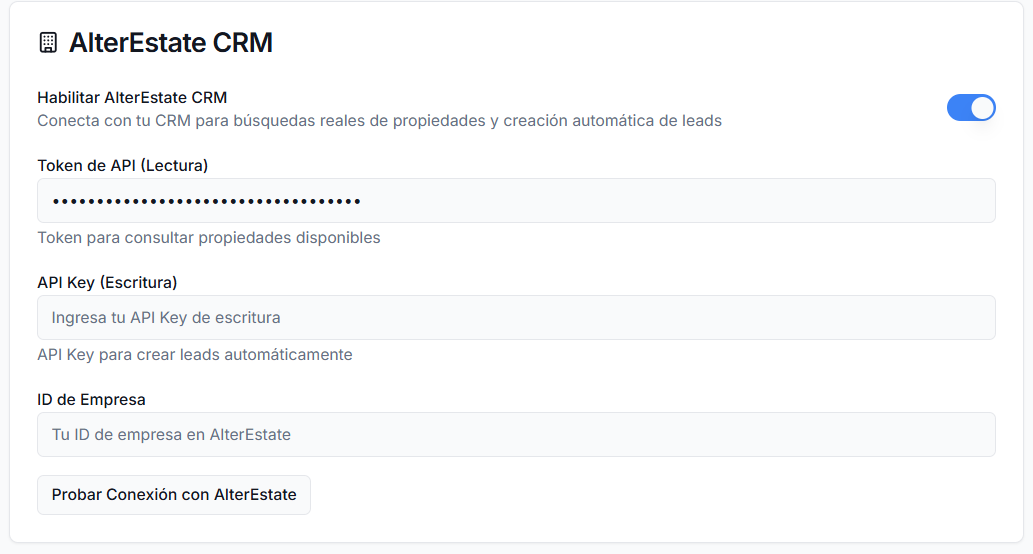 AlterEstate CRM
Habilitar AlterEstate CRM
Conecta con tu CRM para búsquedas reales de propiedades y creación automática de leads
Token de API (Lectura)
•••••••••••••••••••••••••••••••••••
Token para consultar propiedades disponibles
API Key (Escritura)
Ingresa tu API Key de escritura
API Key para crear leads automáticamente
ID de Empresa
Tu ID de empresa en AlterEstate
Probar Conexión con AlterEstate